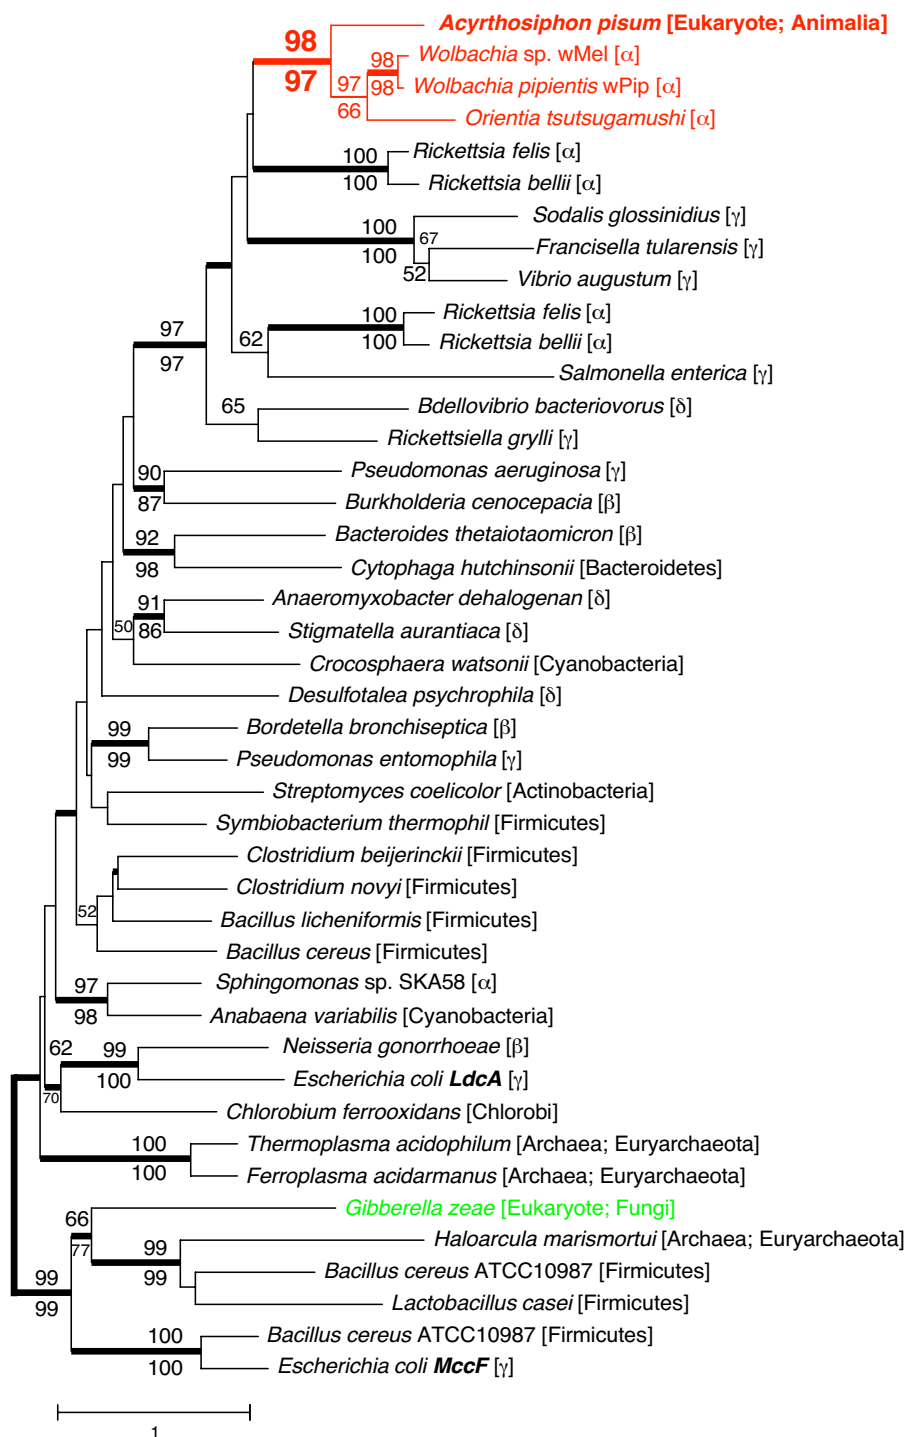 Acyrthosiphon pisum [Eukaryote; Animalia]
98
97
Wolbachia sp. wMel [α]
98
98
Wolbachia pipientis wPip [α]
97
66
Orientia tsutsugamushi [α]
100
100
Rickettsia felis [α]
Rickettsia bellii [α]
Sodalis glossinidius [γ]
100
100
67
52
Francisella tularensis [γ]
Vibrio augustum [γ]
Rickettsia felis [α]
100
100
Rickettsia bellii [α]
62
Salmonella enterica [γ]
97
97
65
Bdellovibrio bacteriovorus [δ]
Rickettsiella grylli [γ]
90
87
Pseudomonas aeruginosa [γ]
Burkholderia cenocepacia [β]
92
98
Bacteroides thetaiotaomicron [β]
Cytophaga hutchinsonii [Bacteroidetes]
91
86
50
Anaeromyxobacter dehalogenan [δ]
Stigmatella aurantiaca [δ]
Crocosphaera watsonii [Cyanobacteria]
Desulfotalea psychrophila [δ]
99
99
Bordetella bronchiseptica [β]
Pseudomonas entomophila [γ]
Streptomyces coelicolor [Actinobacteria]
Symbiobacterium thermophil [Firmicutes]
Clostridium beijerinckii [Firmicutes]
Clostridium novyi [Firmicutes]
52
Bacillus licheniformis [Firmicutes]
Bacillus cereus [Firmicutes]
97
98
Sphingomonas sp. SKA58 [α]
Anabaena variabilis [Cyanobacteria]
62
70
99
100
Neisseria gonorrhoeae [β]
Escherichia coli LdcA [γ]
Chlorobium ferrooxidans [Chlorobi]
100
100
Thermoplasma acidophilum [Archaea; Euryarchaeota]
Ferroplasma acidarmanus [Archaea; Euryarchaeota]
Gibberella zeae [Eukaryote; Fungi]
66
77
99
99
Haloarcula marismortui [Archaea; Euryarchaeota]
Bacillus cereus ATCC10987 [Firmicutes]
99
99
Lactobacillus casei [Firmicutes]
100
100
Bacillus cereus ATCC10987 [Firmicutes]
Escherichia coli MccF [γ]
1